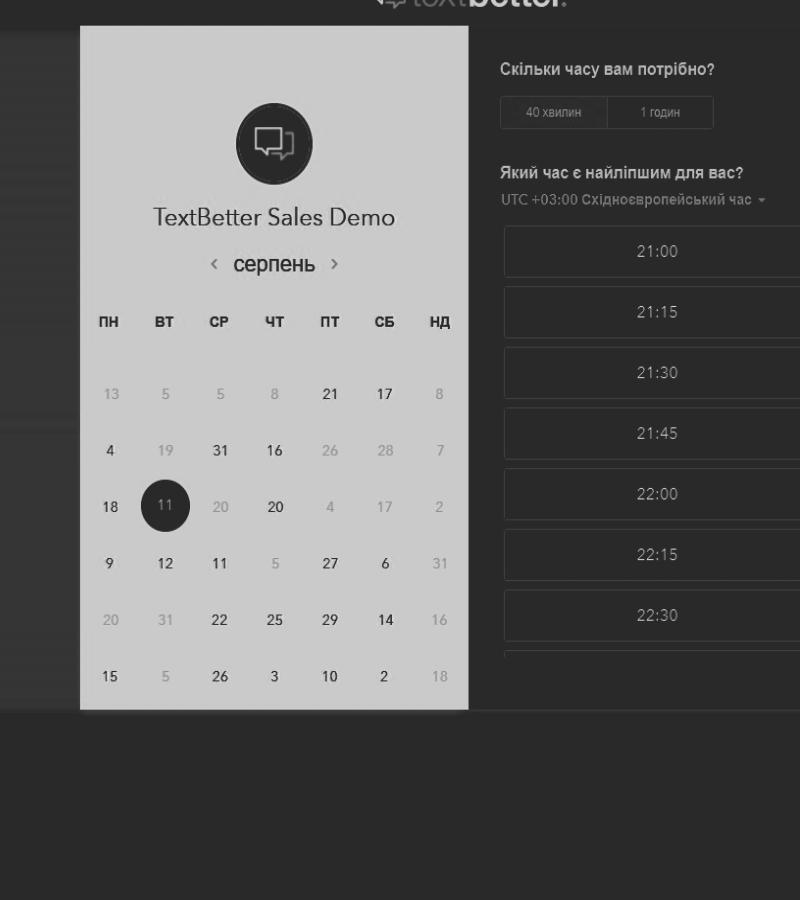 textbetter.
TextBetter Sales Demo
серпень
ПН ВТ СР ЧТ ПТ СБ НД
13 5 5 8 21 17 8
4 19 31 16 26 28 7
18 11 20 20 4 17 2
9 12 11 5 27 6 31
20 31 22 25 29 14 16
15 5 26 3 10 2 18
Скільки часу вам потрібно?
40 хвилин 1 годин
Який час є найліпшим для вас?
UTC +03:00 Східноєвропейський час
21:00
21:15
21:30
21:45
22:00
22:15
22:30